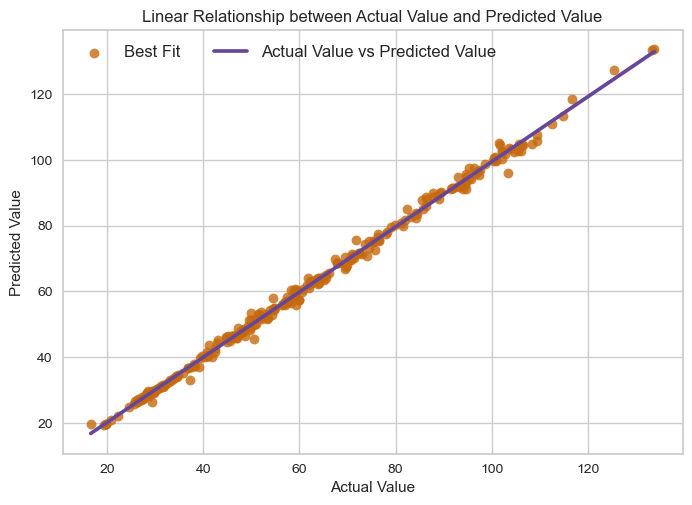 Linear Relationship between Actual Value and Predicted Value
Best Fit Actual Value vs Predicted Value
Predicted Value
120
100
80
60
40
20
20 40 60 80 100 120
Actual Value